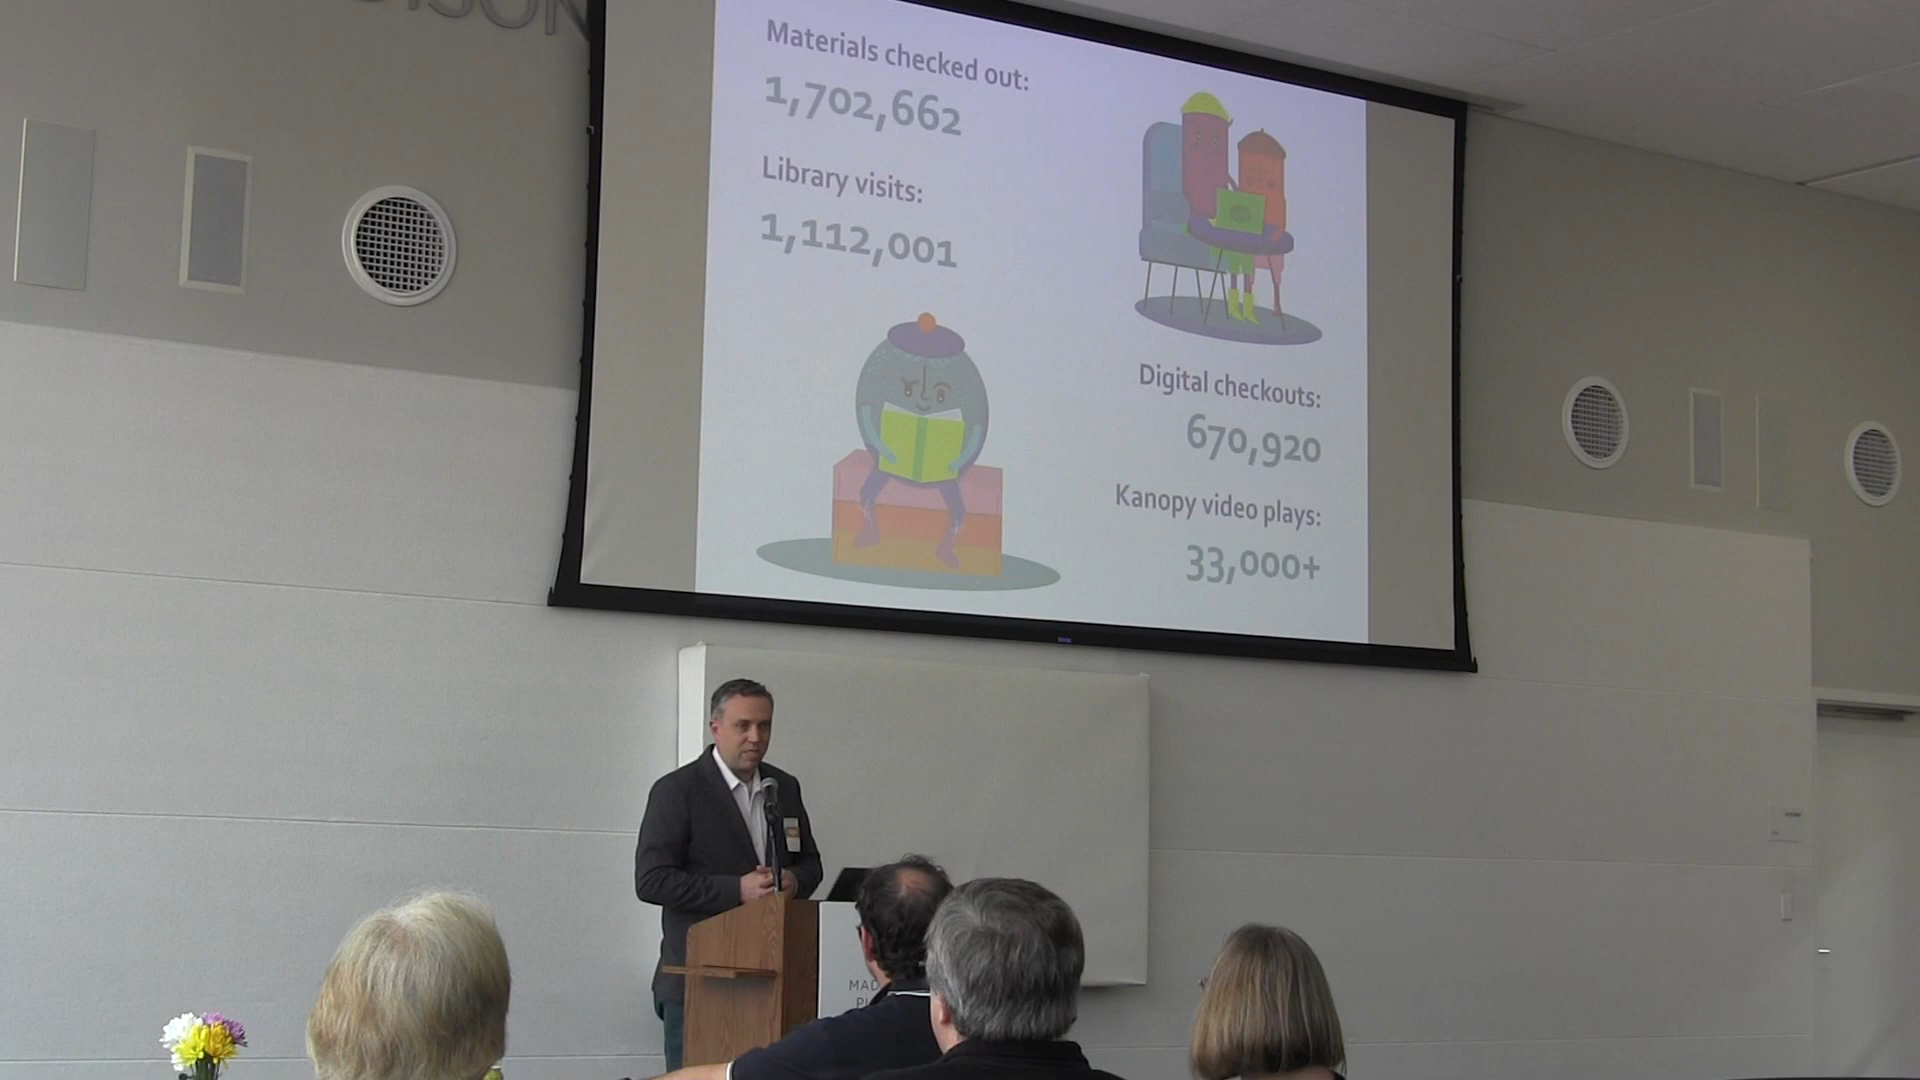 Materials checked out:
1,702,662
Library visits:
1,112,001
Digital checkouts:
670,920
Kanopy video plays:
33,000+